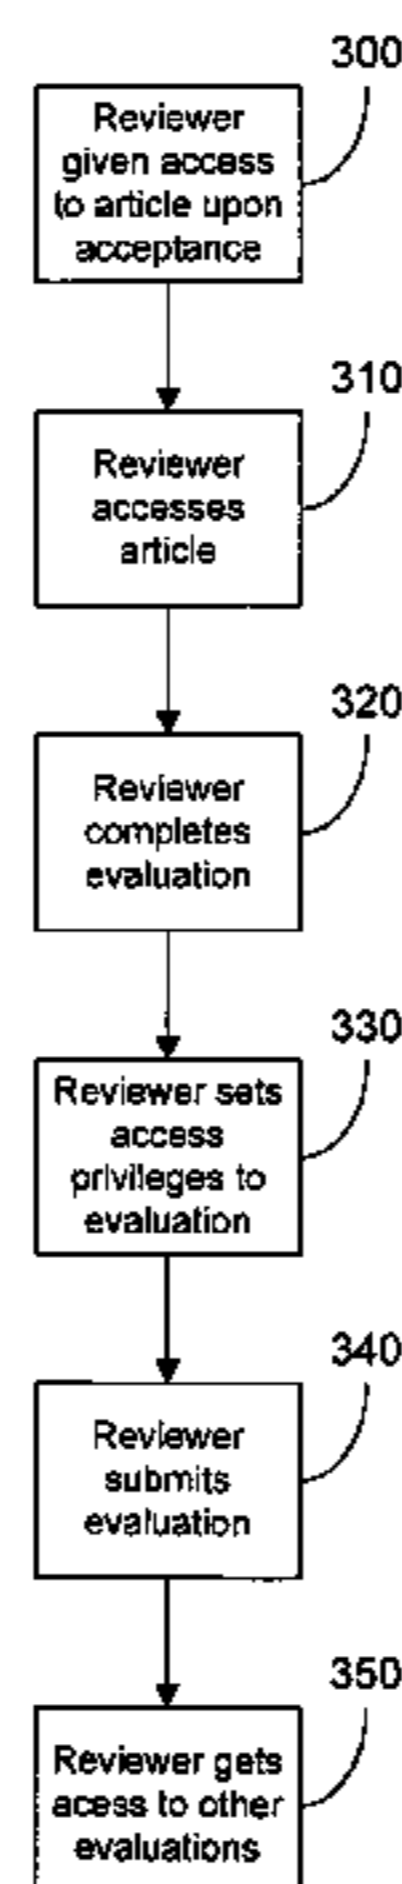 300
Reviewer
given access
to article upon
acceptance
310
Reviewer
accesses
article
320
Reviewer
completes
evaluation
330
Reviewer sets
access
privileges to
evaluation
340
Reviewer
submits
evaluation
350
Reviewer gets
acess to other
evaluations